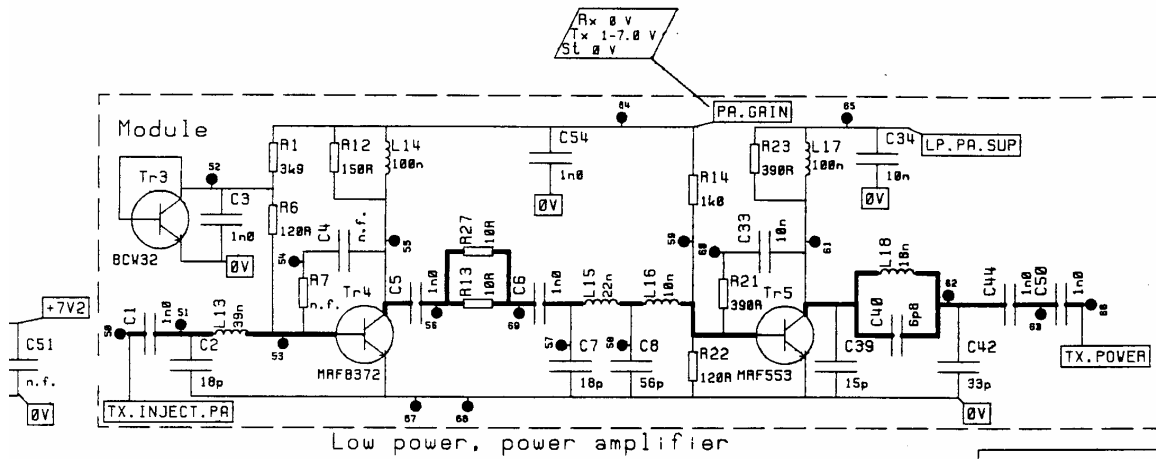 Rx 0 V
Tx 1-7.0 V
St 0 V
PA.GAIN
64
65
Module
R1
3k9
R12
150R
L14
100n
C54
1n0
0V
R23
390R
L17
100n
C34
10n
0V
LP.PA.SUP
52
Tr3
C3
1n0
0V
BCW32
R6
120R
C4
n.f.
54
R7
n.f.
55
R27
10R
R13
10R
C5
1n0
56
C6
1n0
69
L15
22n
L16
10n
R14
1k0
59
60
C33
10n
61
R21
390R
Tr5
MRF553
L18
18n
C40
6p8
62
C44
1n0
63
C50
1n0
66
TX.POWER
+7V2
C51
n.f.
0V
50
C1
1n0
51
L13
39n
53
Tr4
MRF8372
C2
18p
TX.INJECT.PA
57
C7
18p
58
C8
56p
R22
120R
C39
15p
C42
33p
0V
67
68
Low power, power amplifier